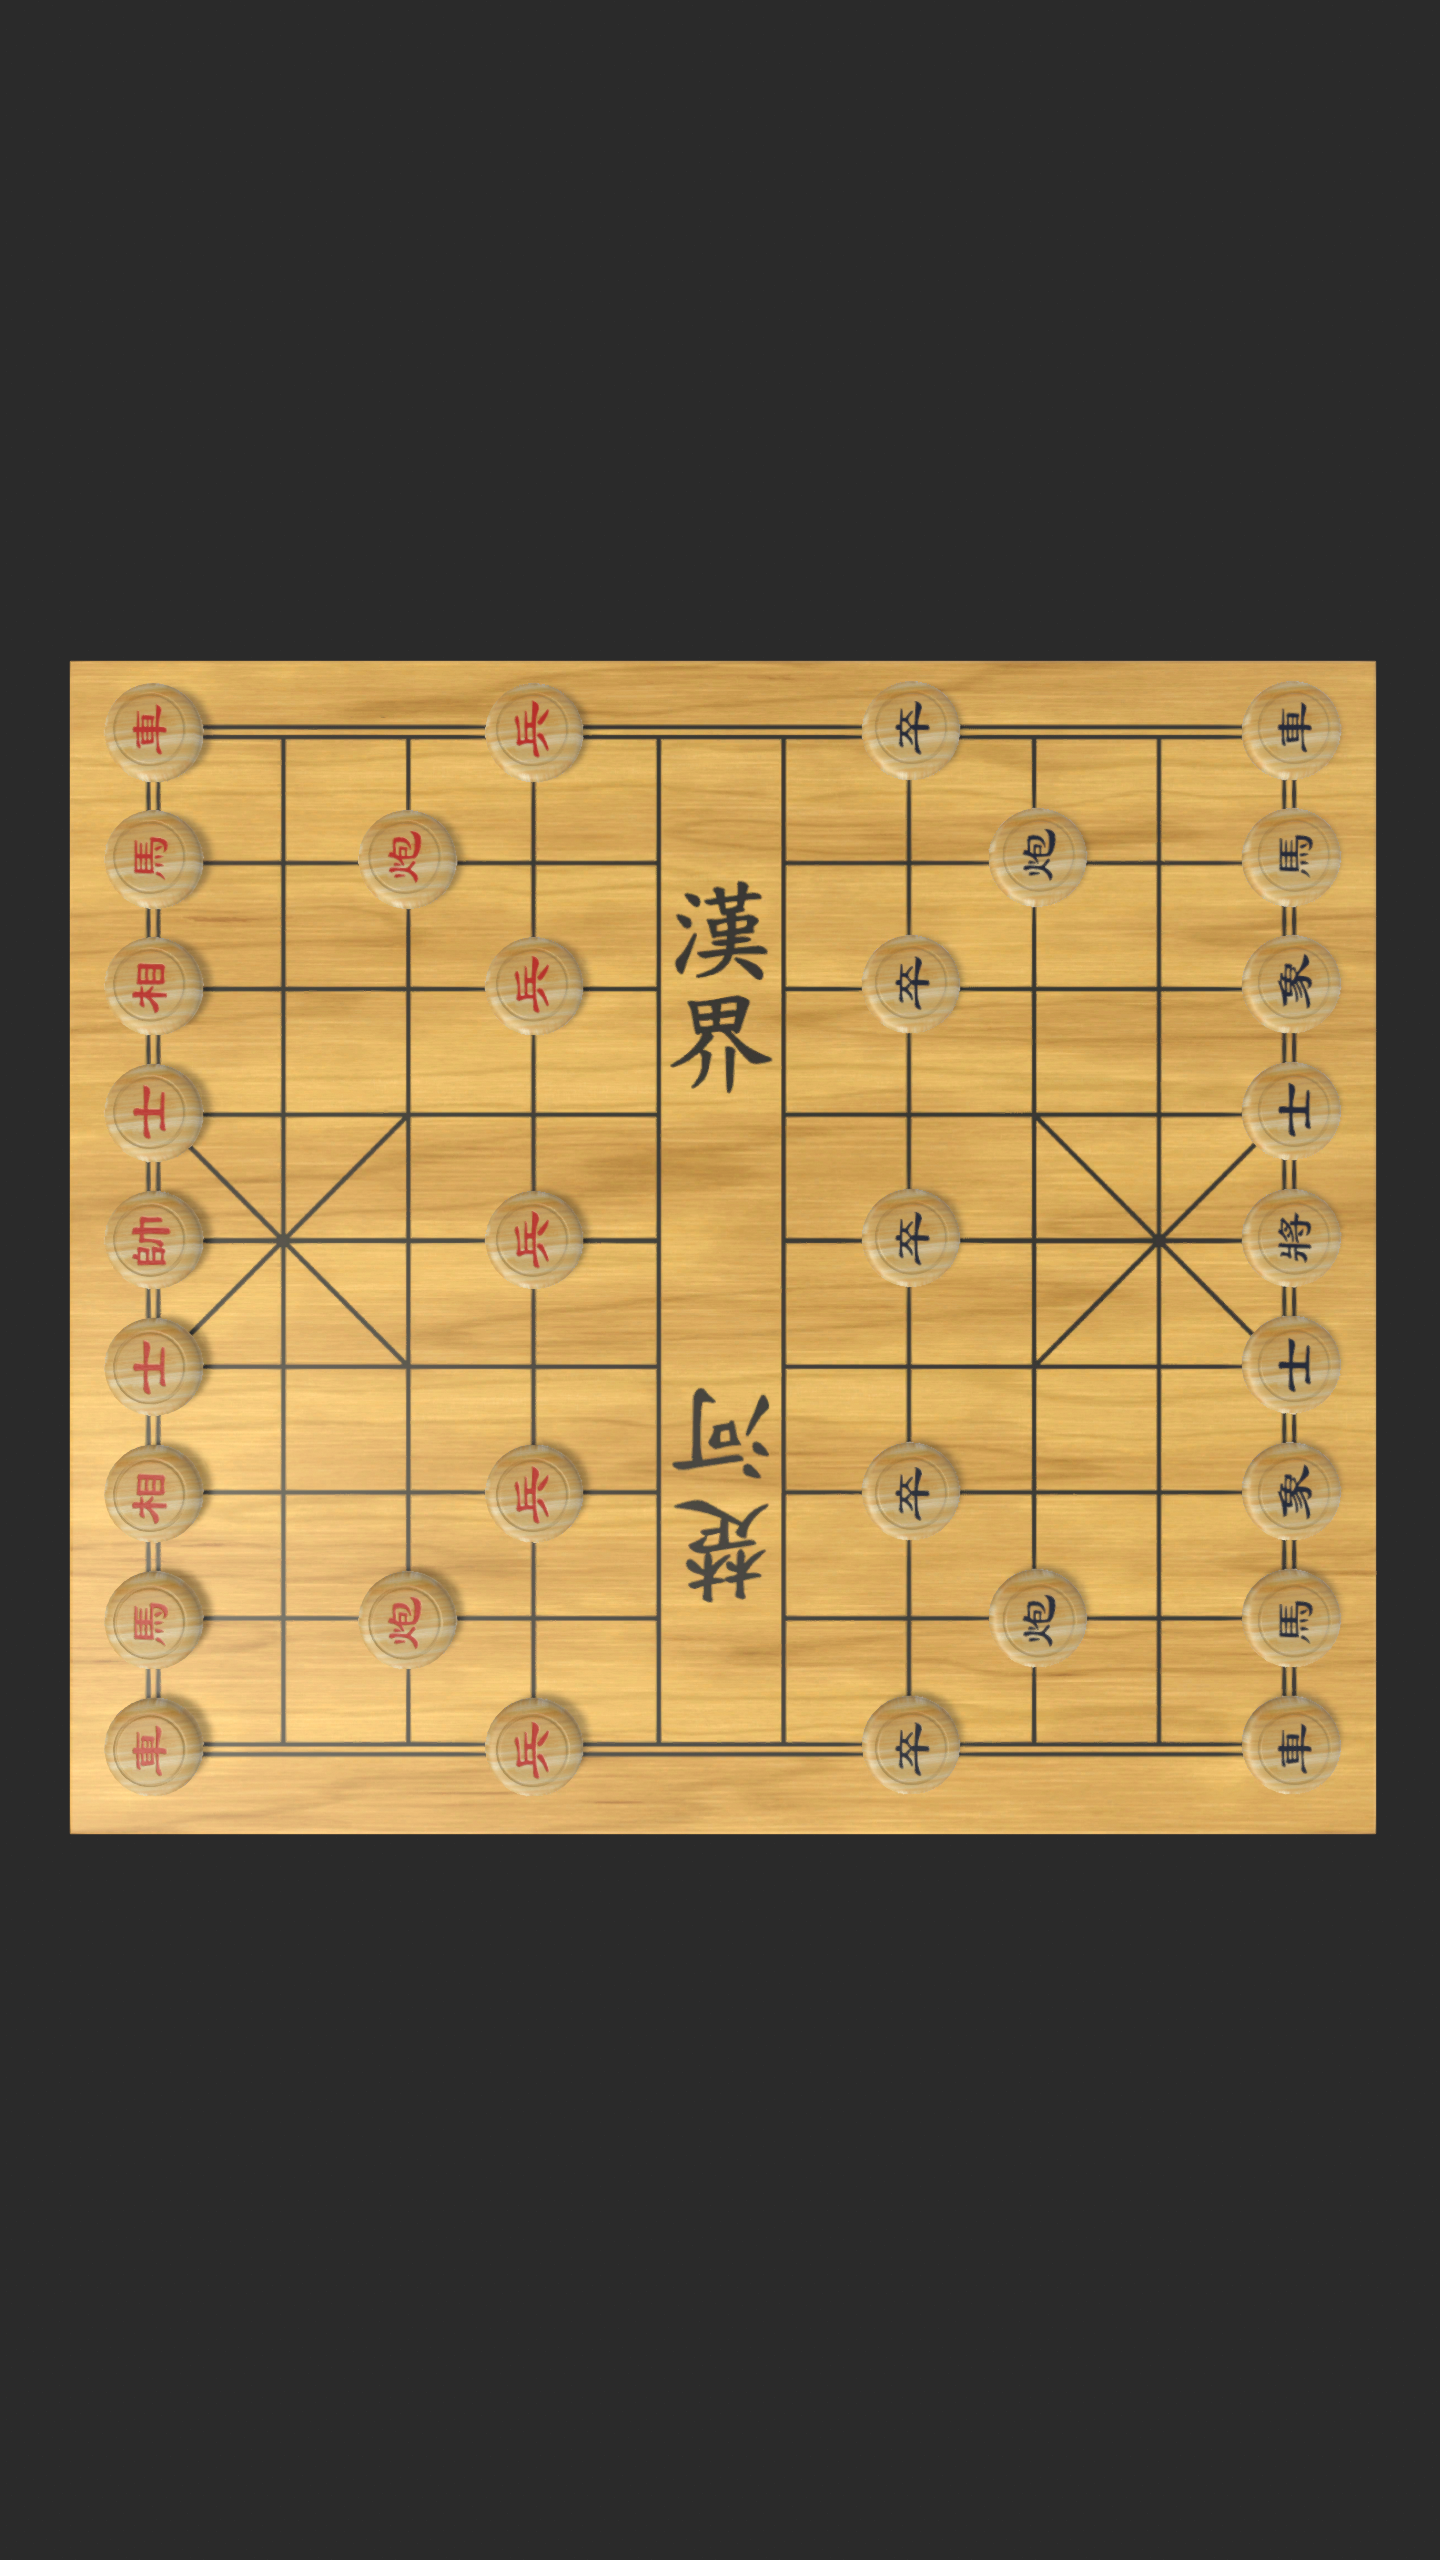 車 兵 卒 車
馬 炮 炮 馬
相 兵 卒 象
士 士
帥 兵 卒 將
士 士
相 兵 卒 象
馬 炮 炮 馬
車 兵 卒 車
漢界
楚河